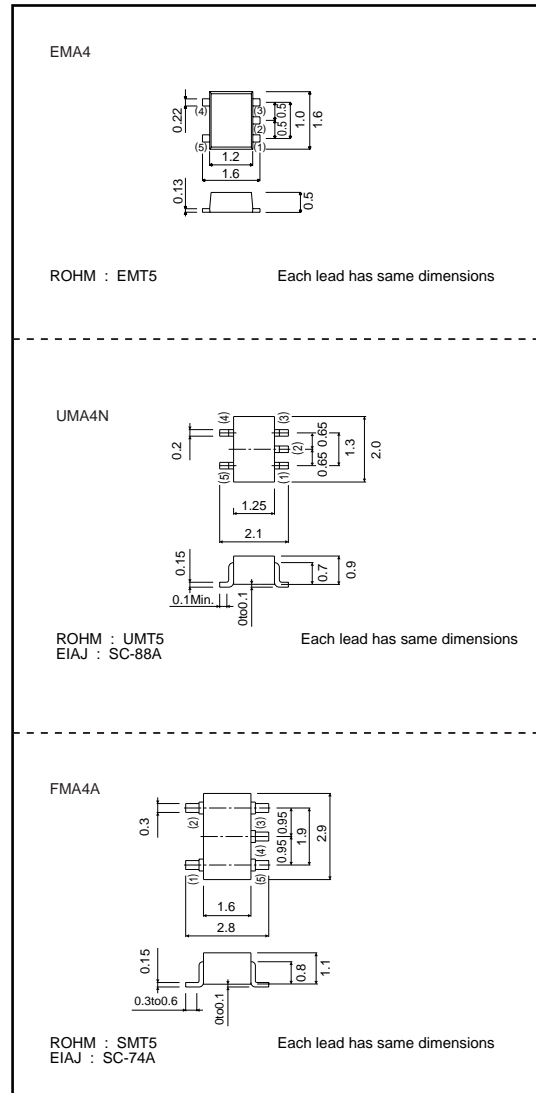 EMA4
0.22
(4)
(3)
(2)
(5)
(1)
0.5
0.5
1.0
1.6
1.2
1.6
0.13
0.5
ROHM : EMT5
Each lead has same dimensions
UMA4N
(4)
(3)
0.2
(2)
(5)
(1)
0.65
0.65
1.3
2.0
1.25
2.1
0.15
0.1Min.
0to0.1
0.7
0.9
ROHM : UMT5
Each lead has same dimensions
EIAJ : SC-88A
FMA4A
0.3
(2)
(3)
(4)
(1)
(5)
0.95
0.95
1.9
2.9
1.6
2.8
0.15
0.3to0.6
0to0.1
0.8
1.1
ROHM : SMT5
Each lead has same dimensions
EIAJ : SC-74A